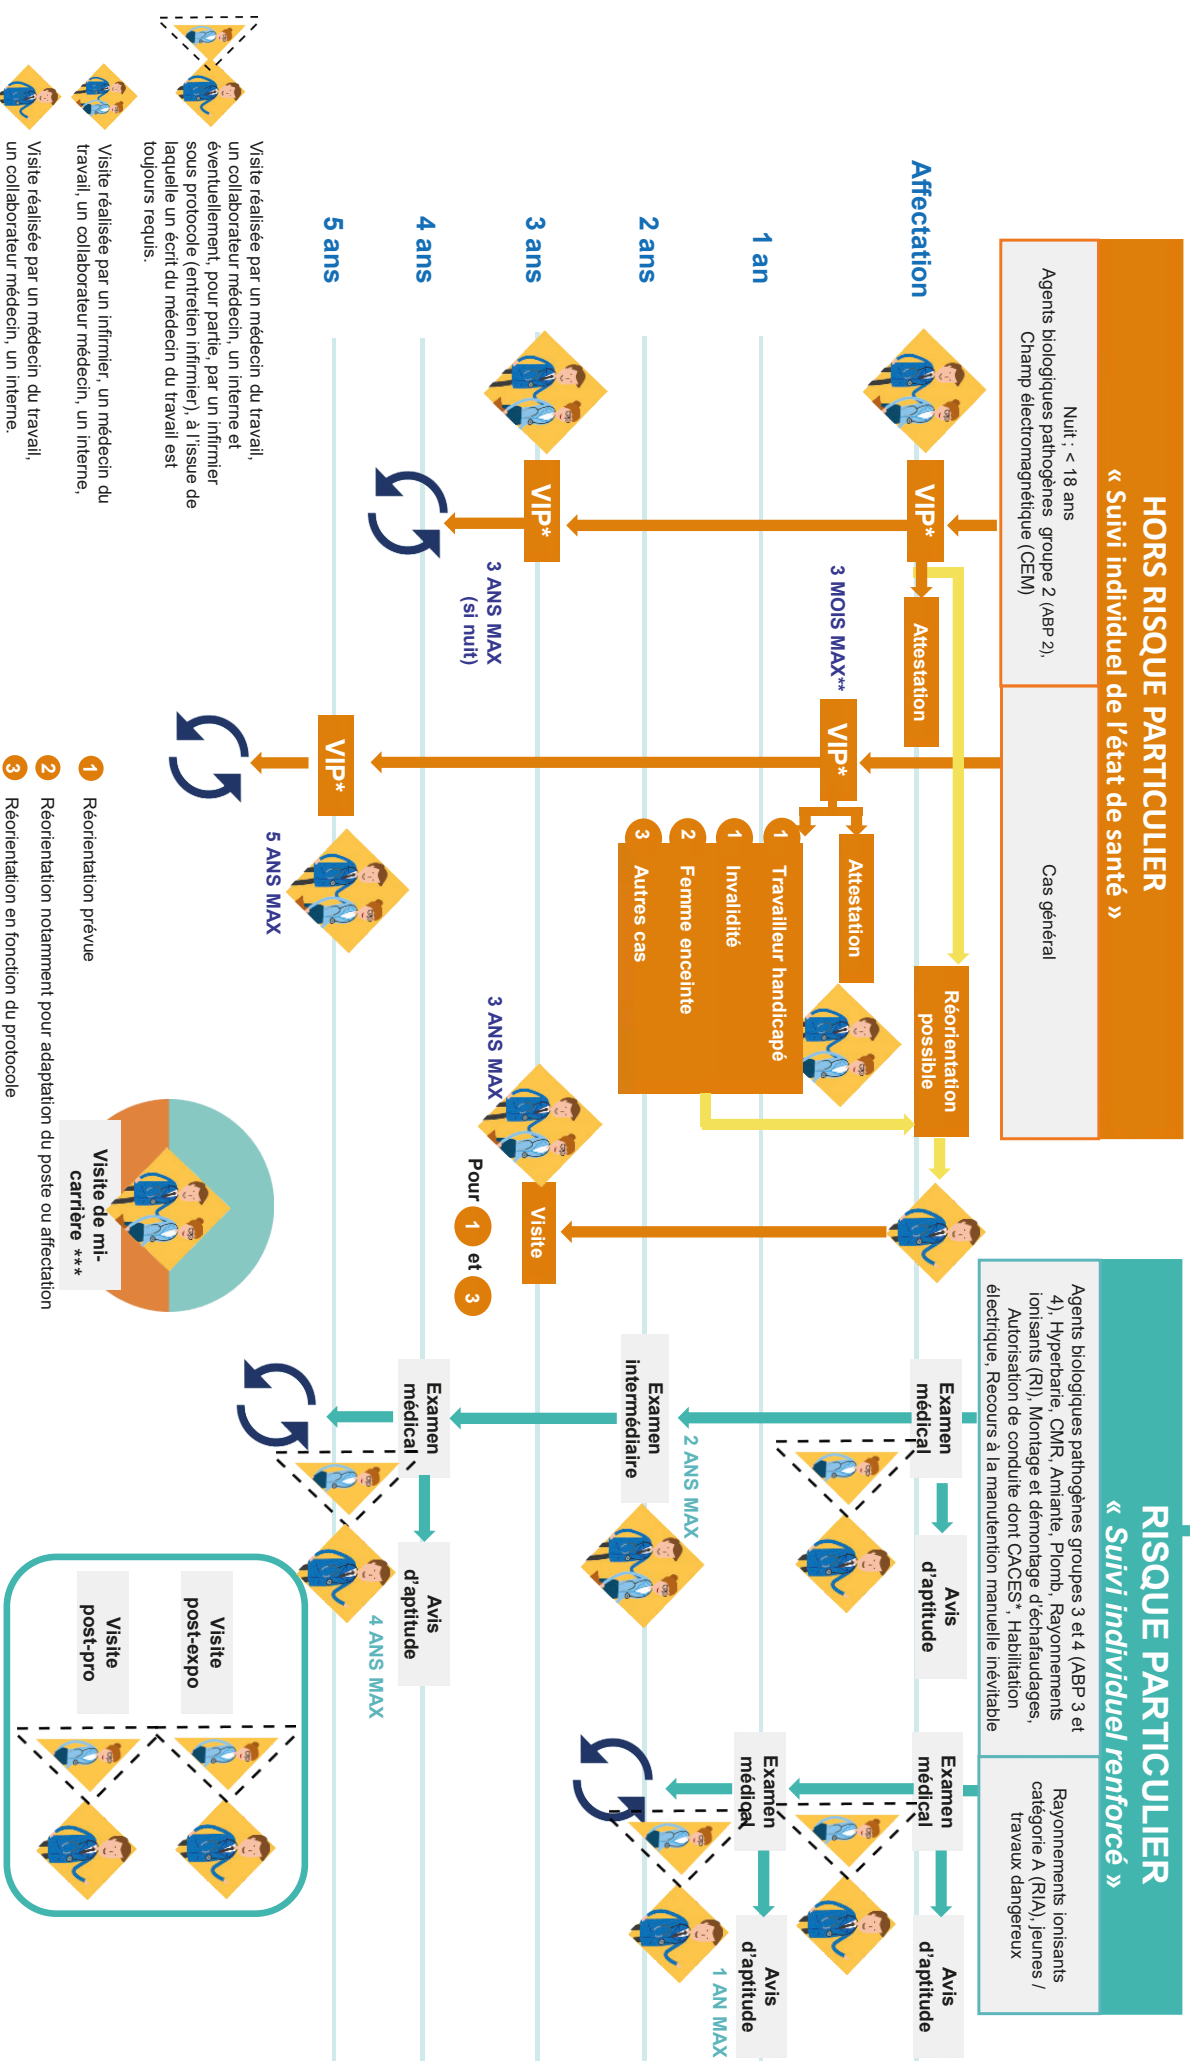 HORS RISQUE PARTICULIER
« Suivi individuel de l'état de santé »
Nuit ; < 18 ans
Agents biologiques pathogènes groupe 2 (ABP 2),
Champ électromagnétique (CEM)
Cas général
RISQUE PARTICULIER
« Suivi individuel renforcé »
Agents biologiques pathogènes groupes 3 et 4 (ABP 3 et
4), Hyperbarie, CMR, Amiante, Plomb, Rayonnements
ionisants (RI), Montage et démontage d'échafaudages,
Autorisation de conduite dont CACES*, Habilitation
électrique, Recours à la manutention manuelle inévitable
Rayonnements ionisants
catégorie A (RIA), jeunes /
travaux dangereux
Affectation
VIP*
Attestation
Réorientation
possible
Examen
médical
Avis
d'aptitude
Examen
médical
Avis
d'aptitude
3 MOIS MAX**
VIP*
Attestation
1 an
1 Travailleur handicapé
1 Invalidité
2 Femme enceinte
3 Autres cas
Examen
médical
Avis
d'aptitude
1 AN MAX
2 ans
2 ANS MAX
Examen
intermédiaire
3 ans
VIP*
3 ANS MAX
(si nuit)
3 ANS MAX
Visite
Pour 1 et 3
4 ans
Examen
médical
Avis
d'aptitude
4 ANS MAX
5 ans
VIP*
5 ANS MAX
Visite réalisée par un médecin du travail,
un collaborateur médecin, un interne et
éventuellement, pour partie, par un infirmier
sous protocole (entretien infirmier), à l'issue de
laquelle un écrit du médecin du travail est
toujours requis.
Visite réalisée par un infirmier, un médecin du
travail, un collaborateur médecin, un interne,
Visite réalisée par un médecin du travail,
un collaborateur médecin, un interne.
1 Réorientation prévue
2 Réorientation notamment pour adaptation du poste ou affectation
3 Réorientation en fonction du protocole
Visite de mi-
carrière ***
Visite
post-expo
Visite
post-pro